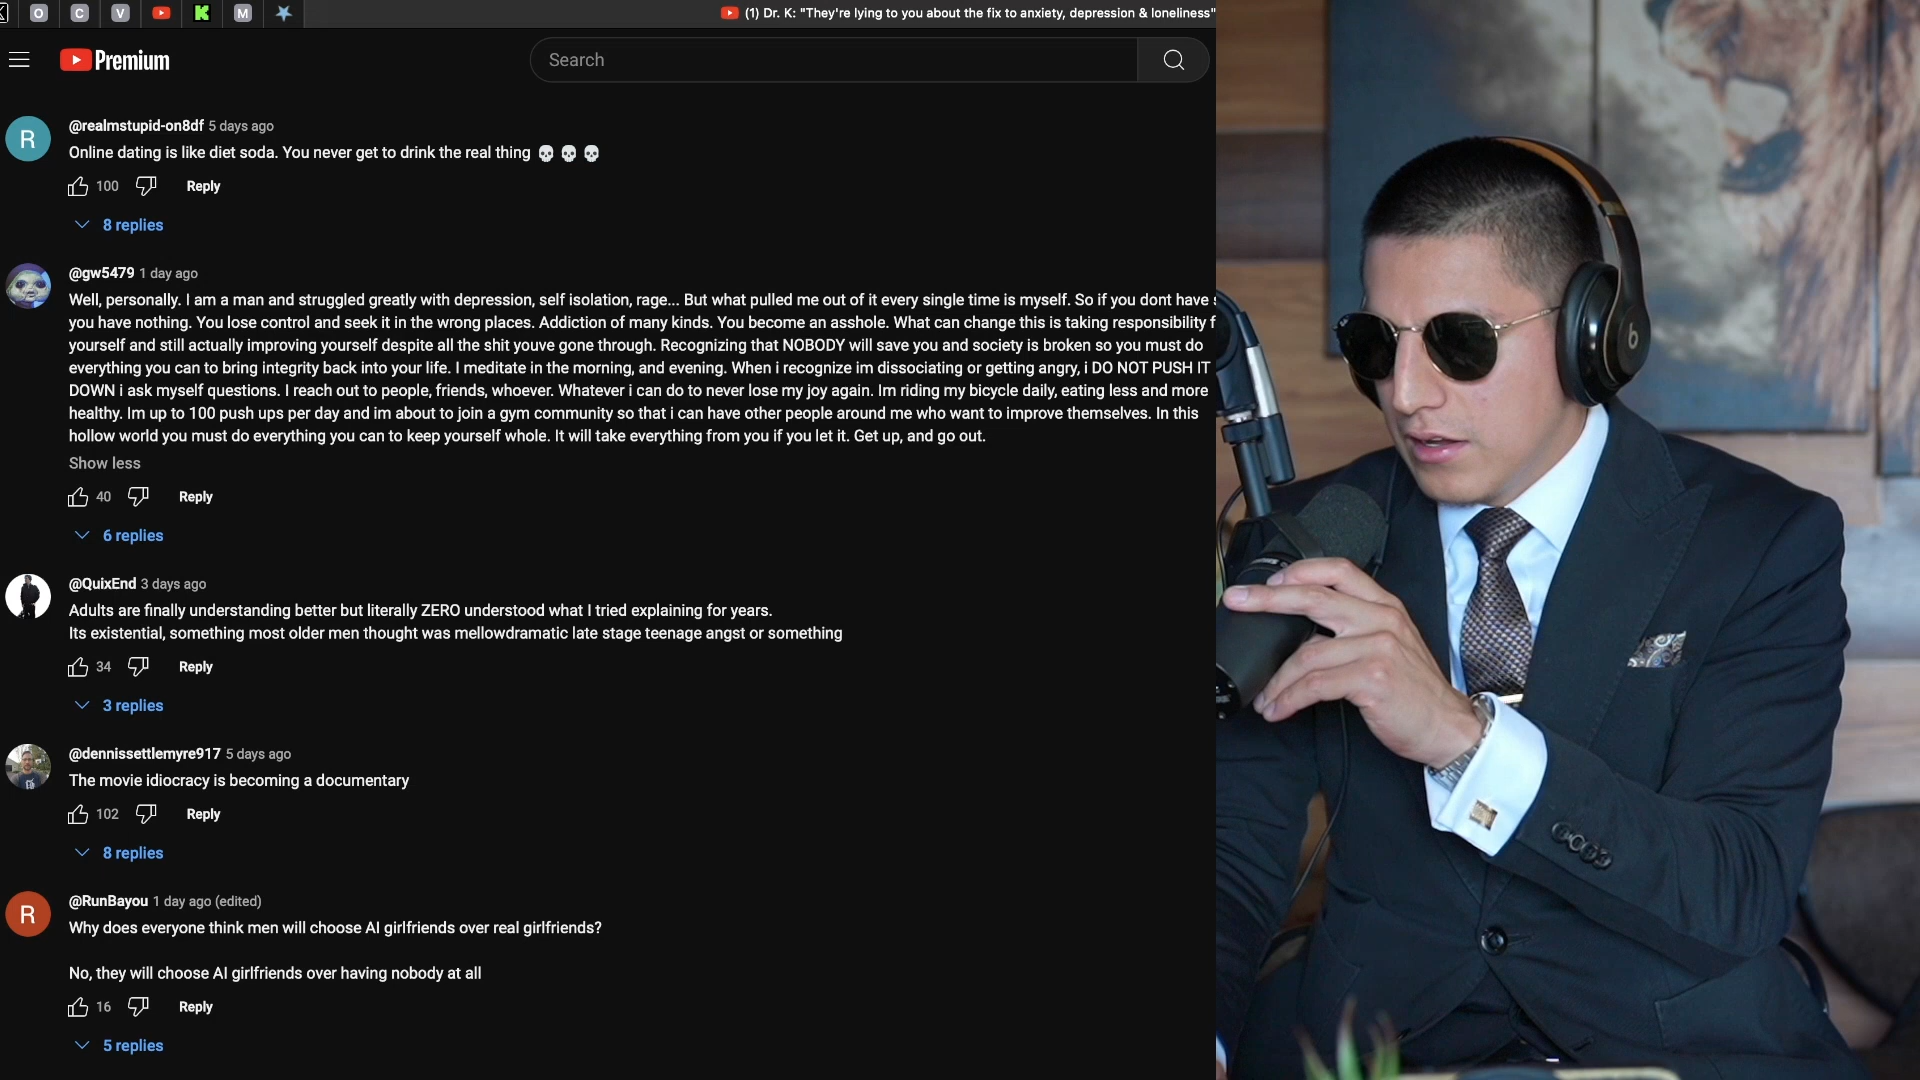 O C V K M (1) Dr. K: "They're lying to you about the fix to anxiety, depression & loneliness"
Premium
Search
R
@realmstupid-on8df 5 days ago
Online dating is like diet soda. You never get to drink the real thing 💀 💀 💀
100 Reply
8 replies
@gw5479 1 day ago
Well, personally. I am a man and struggled greatly with depression, self isolation, rage... But what pulled me out of it every single time is myself. So if you dont have
you have nothing. You lose control and seek it in the wrong places. Addiction of many kinds. You become an asshole. What can change this is taking responsibility f
yourself and still actually improving yourself despite all the shit youve gone through. Recognizing that NOBODY will save you and society is broken so you must do
everything you can to bring integrity back into your life. I meditate in the morning, and evening. When i recognize im dissociating or getting angry, i DO NOT PUSH IT
DOWN i ask myself questions. I reach out to people, friends, whoever. Whatever i can do to never lose my joy again. Im riding my bicycle daily, eating less and more
healthy. Im up to 100 push ups per day and im about to join a gym community so that i can have other people around me who want to improve themselves. In this
hollow world you must do everything you can to keep yourself whole. It will take everything from you if you let it. Get up, and go out.
Show less
40 Reply
6 replies
@QuixEnd 3 days ago
Adults are finally understanding better but literally ZERO understood what I tried explaining for years.
Its existential, something most older men thought was mellowdramatic late stage teenage angst or something
34 Reply
3 replies
@dennissettlemyre917 5 days ago
The movie idiocracy is becoming a documentary
102 Reply
8 replies
R
@RunBayou 1 day ago (edited)
Why does everyone think men will choose AI girlfriends over real girlfriends?
No, they will choose AI girlfriends over having nobody at all
16 Reply
5 replies
b